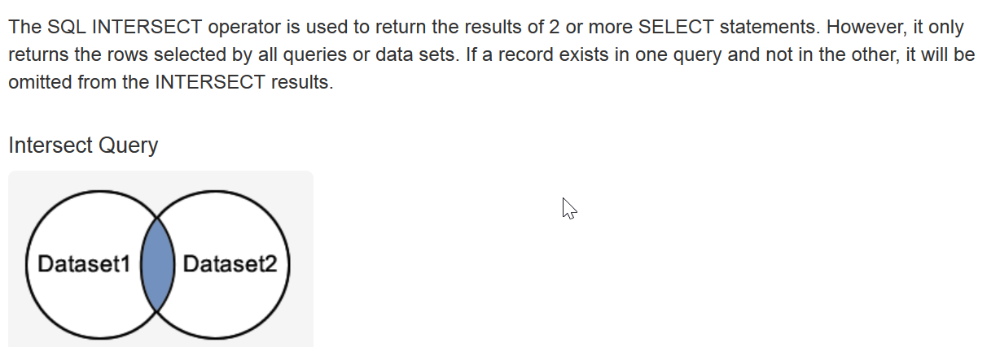 The SQL INTERSECT operator is used to return the results of 2 or more SELECT statements. However, it only
returns the rows selected by all queries or data sets. If a record exists in one query and not in the other, it will be
omitted from the INTERSECT results.
Intersect Query
Dataset1 Dataset2